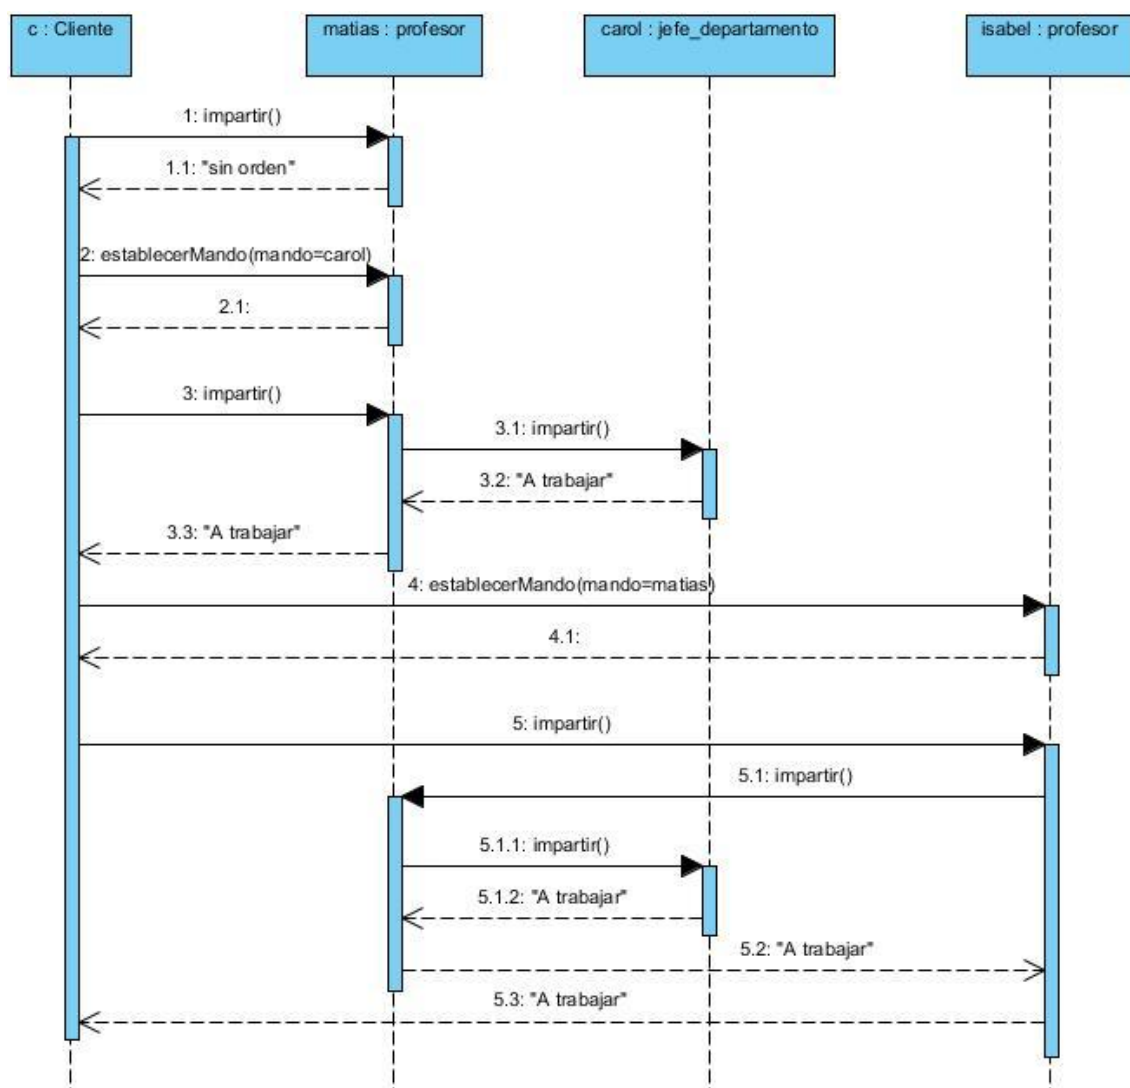 c : Cliente
matias : profesor
carol : jefe_departamento
isabel : profesor
1: impartir()
1.1: "sin orden"
2: establecerMando(mando=carol)
2.1:
3: impartir()
3.1: impartir()
3.2: "A trabajar"
3.3: "A trabajar"
4: establecerMando(mando=matias)
4.1:
5: impartir()
5.1: impartir()
5.1.1: impartir()
5.1.2: "A trabajar"
5.2: "A trabajar"
5.3: "A trabajar"